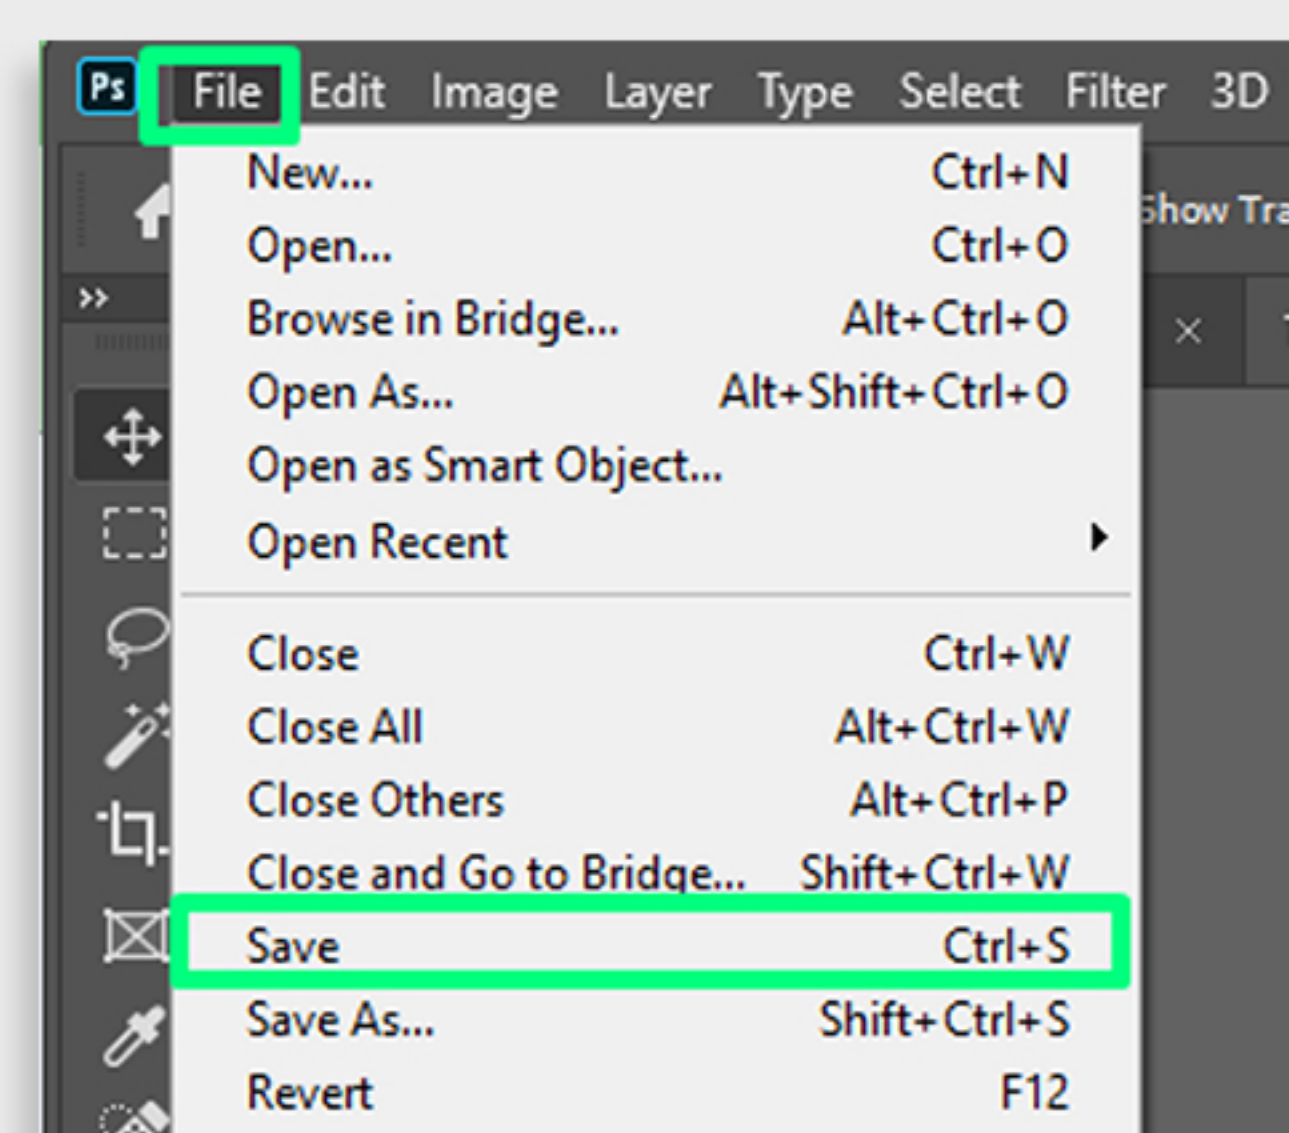 Ps File Edit Image Layer Type Select Filter 3D
New... Ctrl+N
Show Tra
Open... Ctrl+O
Browse in Bridge... Alt+Ctrl+O
Open As... Alt+Shift+Ctrl+O
Open as Smart Object...
Open Recent
Close Ctrl+W
Close All Alt+Ctrl+W
Close Others Alt+Ctrl+P
Close and Go to Bridge... Shift+Ctrl+W
Save Ctrl+S
Save As... Shift+Ctrl+S
Revert F12